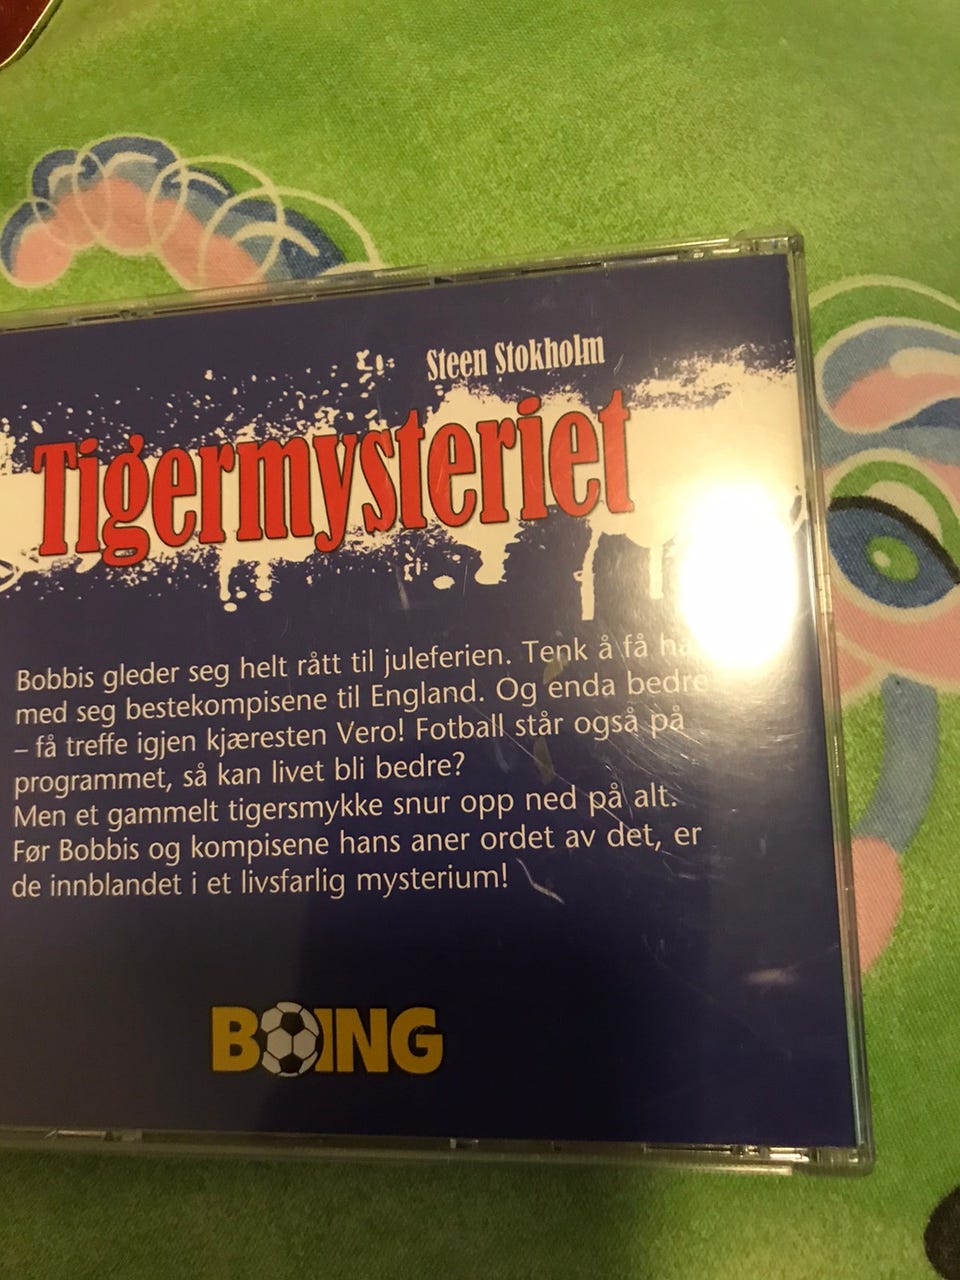 Steen Stokholm
Tigermysteriet
Bobbis gleder seg helt rått til juleferien. Tenk å få
med seg bestekompisene til England. Og enda bedre
– få treffe igjen kjæresten Vero! Fotball står også på
programmet, så kan livet bli bedre?
Men et gammelt tigersmykke snur opp ned på alt.
Før Bobbis og kompisene hans aner ordet av det, er
de innblandet i et livsfarlig mysterium!
BOING